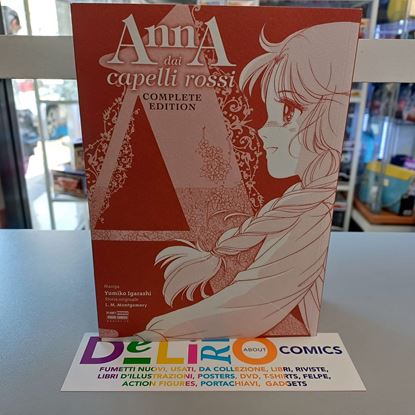 AnnA
dai
capelli rossi
COMPLETE
EDITION
Manga
Yumiko Igarashi
Storia originale
L. M. Montgomery
DeLiRiO ABOUT COMICS
FUMETTI NUOVI, USATI, DA COLLEZIONE, LIBRI, RIVISTE,
LIBRI D'ILLUSTRAZIONI, POSTERS, DVD, T-SHIRTS, FELPE,
ACTION FIGURES, PORTACHIAVI, GADGETS